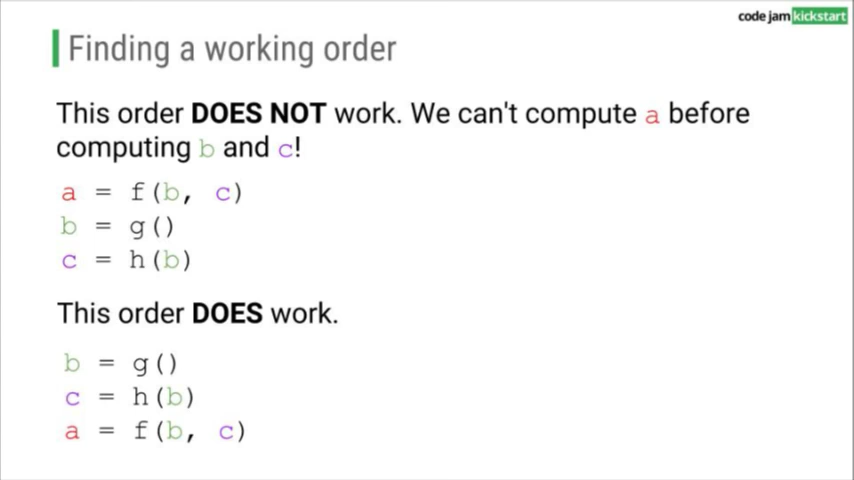 code jam kickstart
Finding a working order
This order DOES NOT work. We can't compute a before
computing b and c!
a = f(b, c)
b = g()
c = h(b)
This order DOES work.
b = g()
c = h(b)
a = f(b, c)